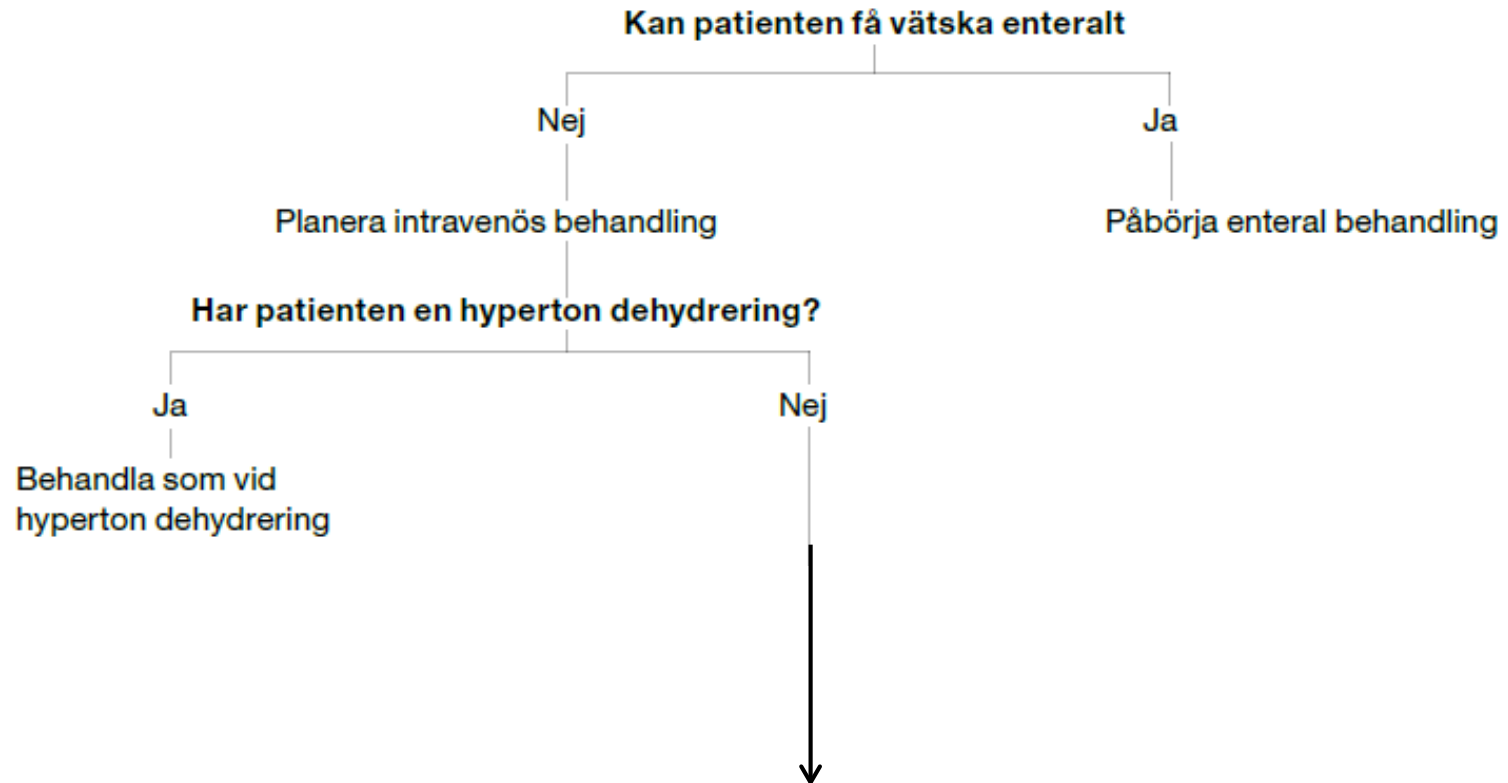 Kan patienten få vätska enteralt
Nej
Ja
Planera intravenös behandling
Påbörja enteral behandling
Har patienten en hyperton dehydrering?
Ja
Nej
Behandla som vid
hyperton dehydrering